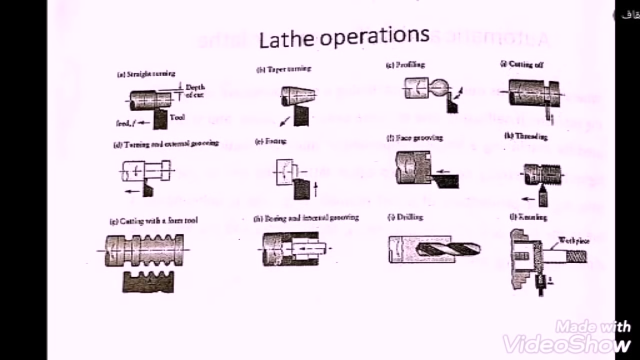 Lathe operations
(a) Straight turning
(b) Taper turning
(c) Profiling
(j) Cutting off
Depth
of cut
Tool
feed, f
(d) Turning and external grooving
(e) Facing
(f) Face grooving
(k) Threading
(g) Cutting with a form tool
(h) Boring and internal grooving
(i) Drilling
(l) Knurling
Workpiece
Made with
VideoShow